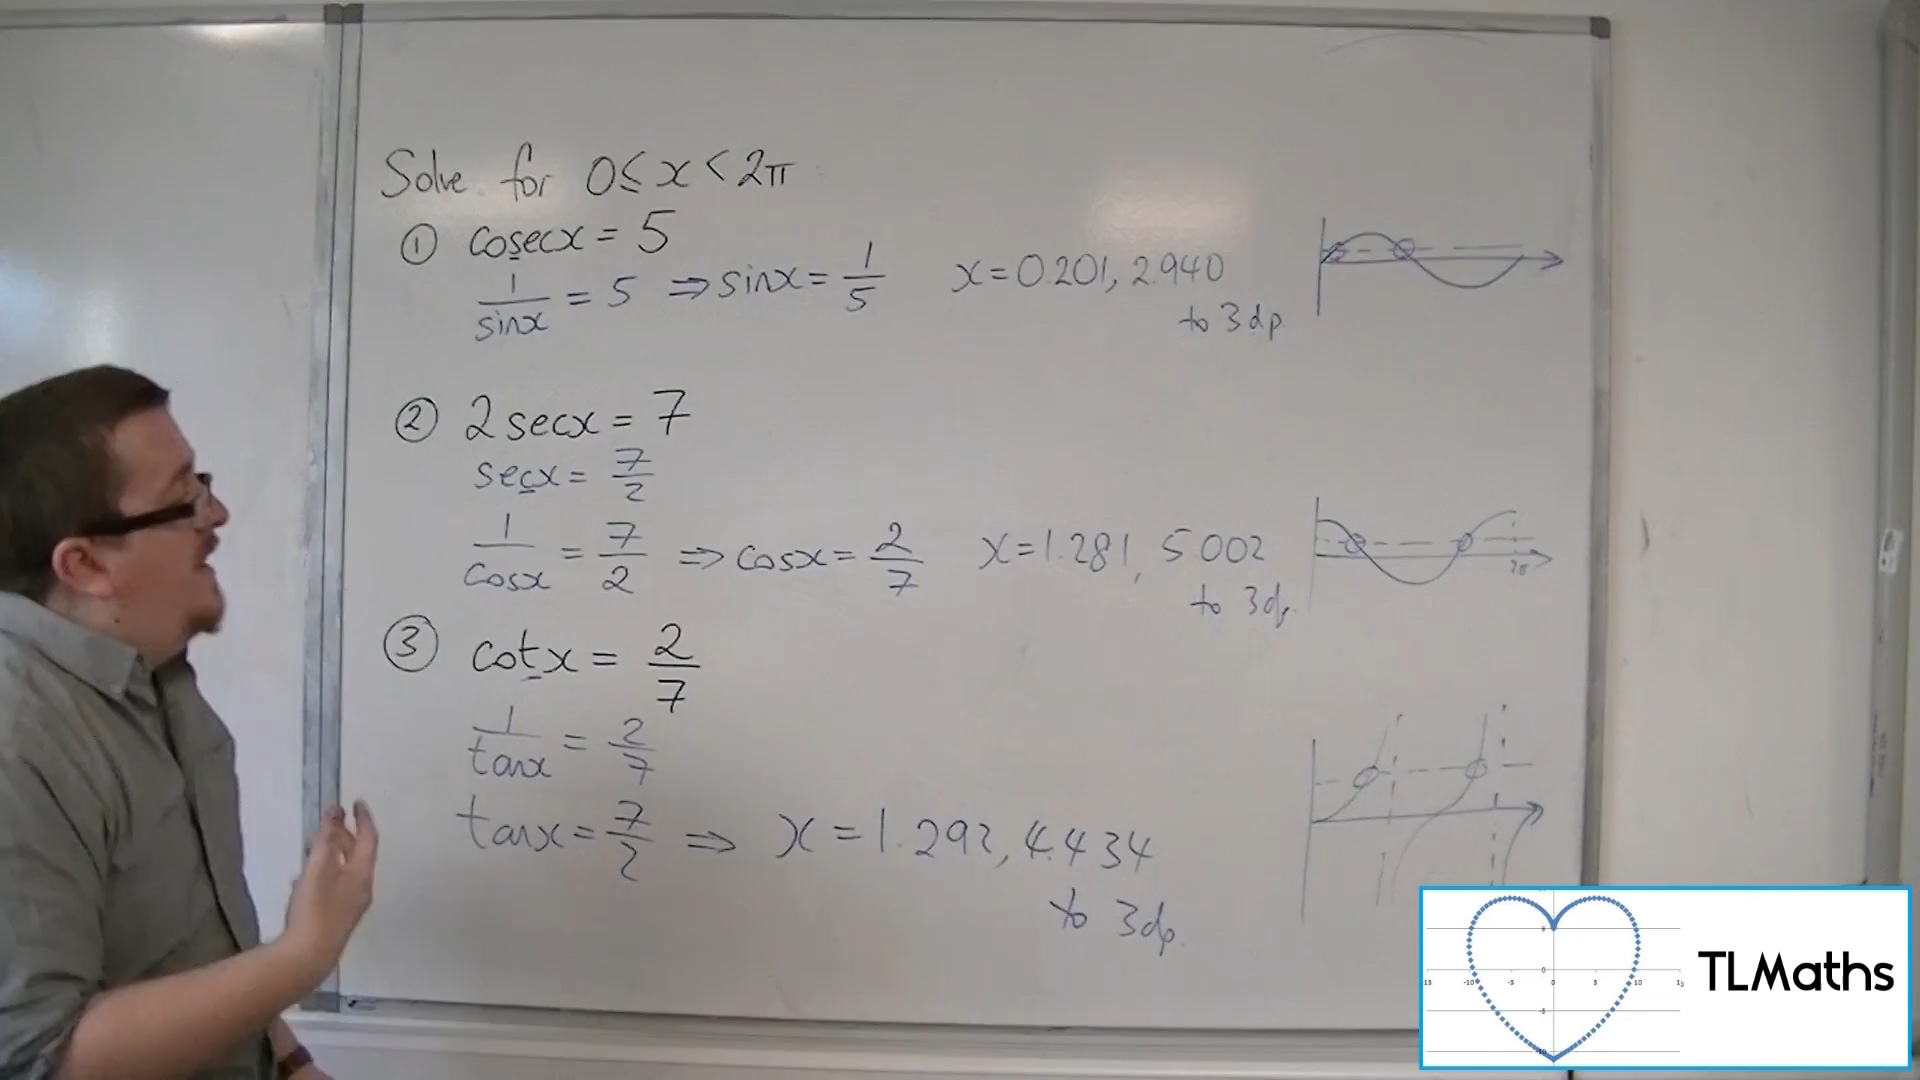 Solve for 0≤x<2π
① cosecx = 5
1/sinx = 5 ⇒ sinx = 1/5 x=0.201, 2.940
to 3dp.
② 2secx = 7
secx = 7/2
1/cosx = 7/2 ⇒ cosx = 2/7 x=1.281, 5.002
to 3dp.
2π
③ cotx = 2/7
1/tanx = 2/7
tanx = 7/2 ⇒ x = 1.292, 4.434
to 3dp.
TLMaths